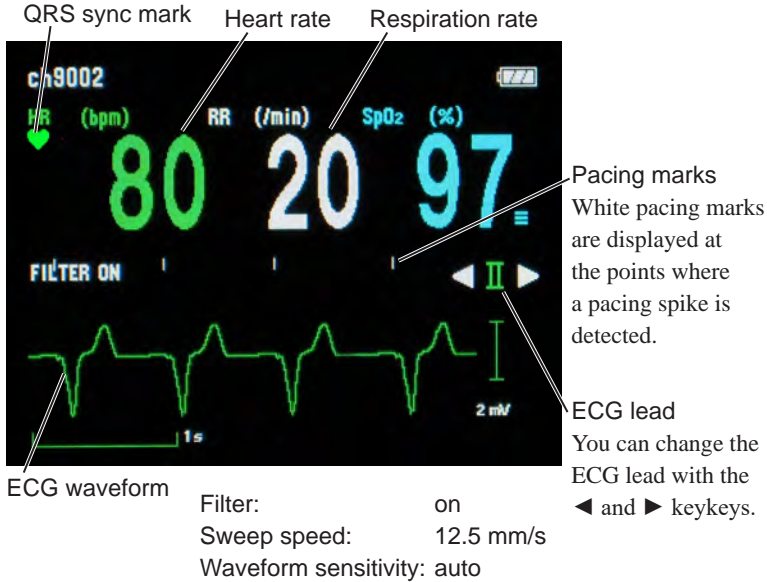 QRS sync mark
Heart rate
Respiration rate
ch9002
HR (bpm) RR (/min) SpO2 (%)
80 20 97
Pacing marks
White pacing marks
are displayed at
the points where
a pacing spike is
detected.
FILTER ON
◀ II ▶
2 mV
1s
ECG lead
You can change the
ECG lead with the
◄ and ► keykeys.
ECG waveform
Filter: on
Sweep speed: 12.5 mm/s
Waveform sensitivity: auto